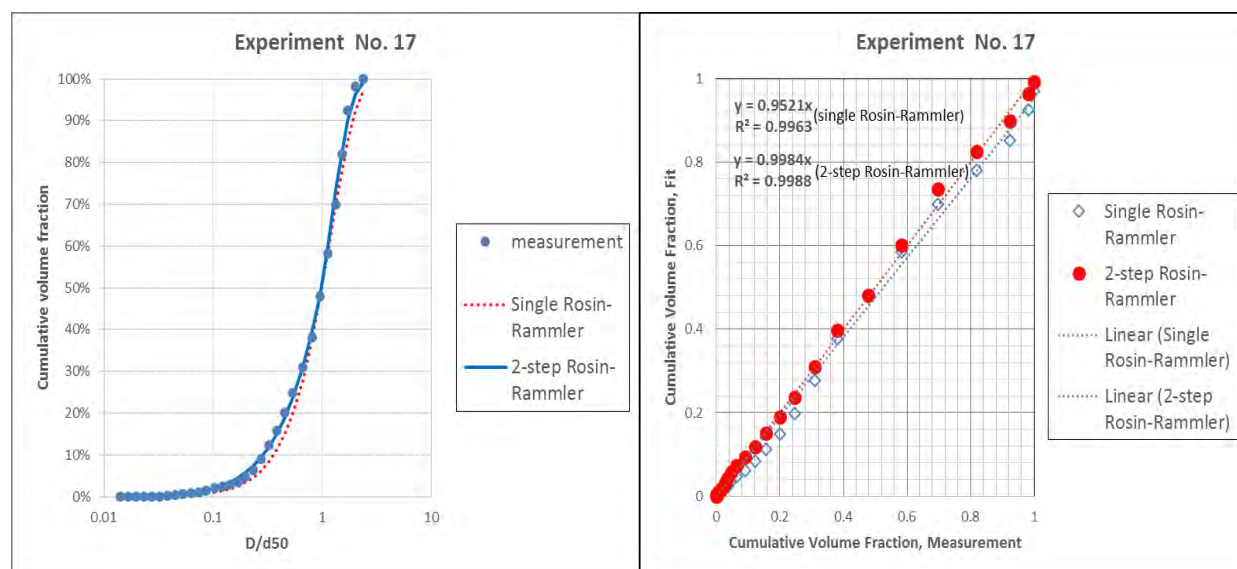 Experiment No. 17
100%
90%
80%
70%
60%
50%
40%
30%
20%
10%
0%
0.01
0.1
1
10
Cumulative volume fraction
D/d50
measurement
Single Rosin-
Rammler
2-step Rosin-
Rammler
Experiment No. 17
1
0.8
0.6
0.4
0.2
0
0
0.2
0.4
0.6
0.8
1
y = 0.9521x
R² = 0.9963
(single Rosin-Rammler)
y = 0.9984x
R² = 0.9988
(2-step Rosin-Rammler)
Cumulative Volume Fraction, Fit
Cumulative Volume Fraction, Measurement
Single Rosin-
Rammler
2-step Rosin-
Rammler
Linear (Single
Rosin-Rammler)
Linear (2-step
Rosin-Rammler)